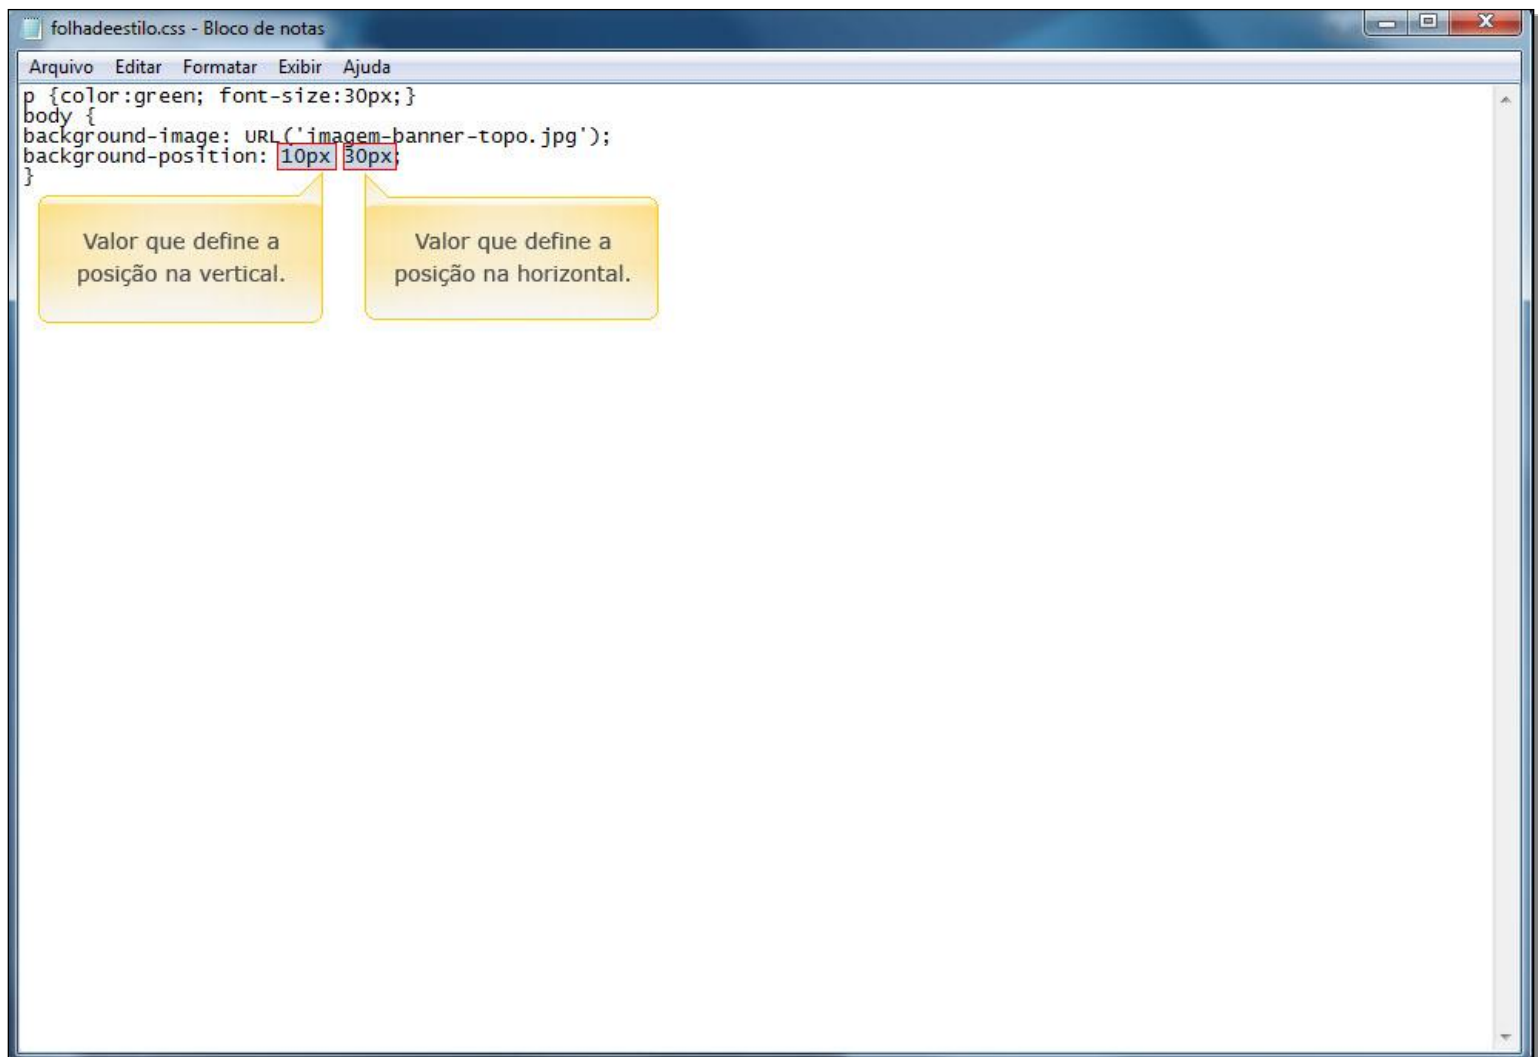 folhadeestilo.css - Bloco de notas
Arquivo Editar Formatar Exibir Ajuda
p {color:green; font-size:30px;}
body {
background-image: URL('imagem-banner-topo.jpg');
background-position: 10px 30px;
}
Valor que define a
posição na vertical.
Valor que define a
posição na horizontal.